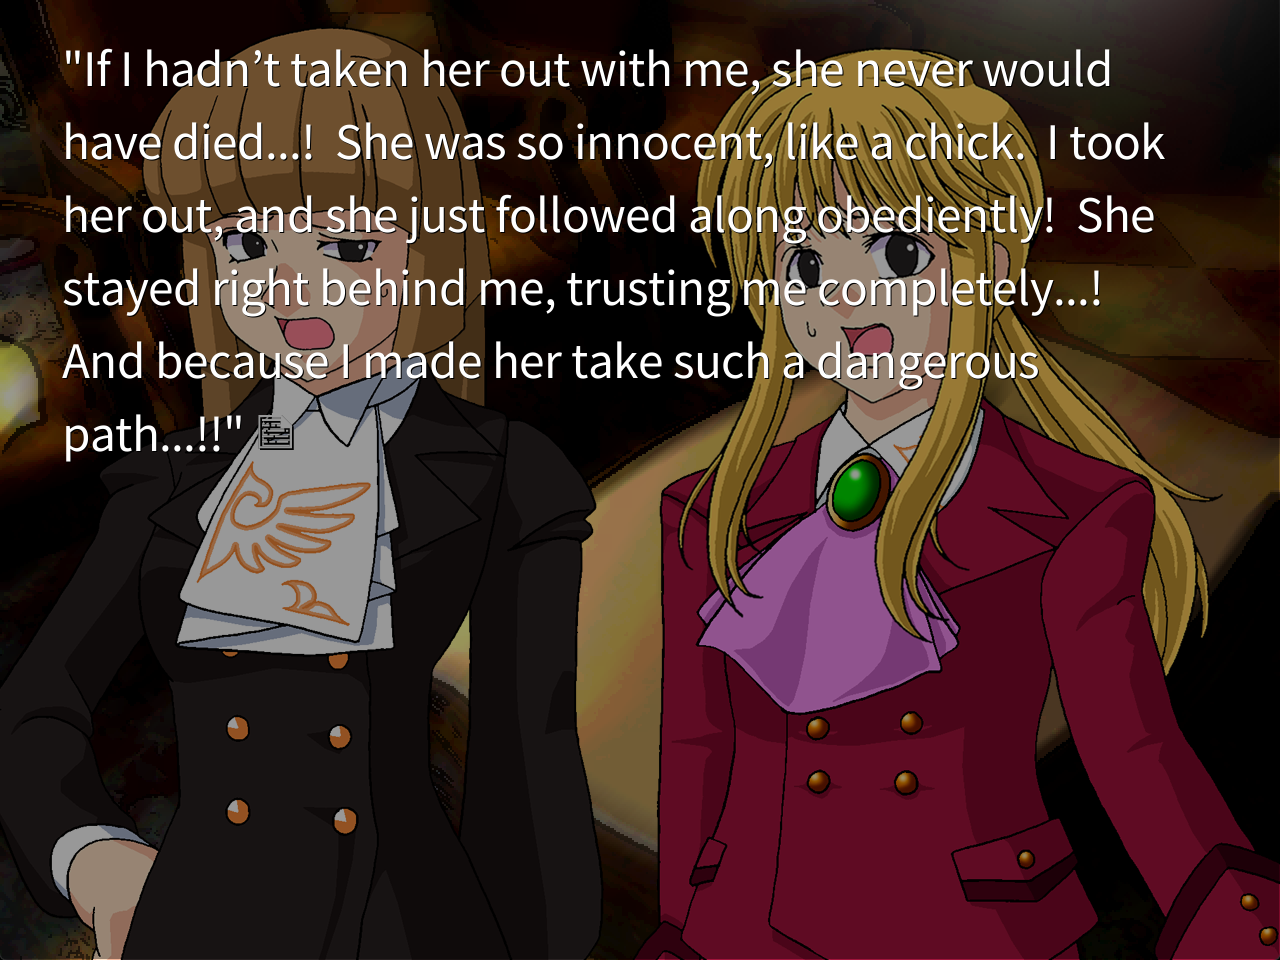 "If I hadn’t taken her out with me, she never would
have died...!  She was so innocent, like a chick.  I took
her out, and she just followed along obediently!  She
stayed right behind me, trusting me completely...!
And because I made her take such a dangerous
path...!!"